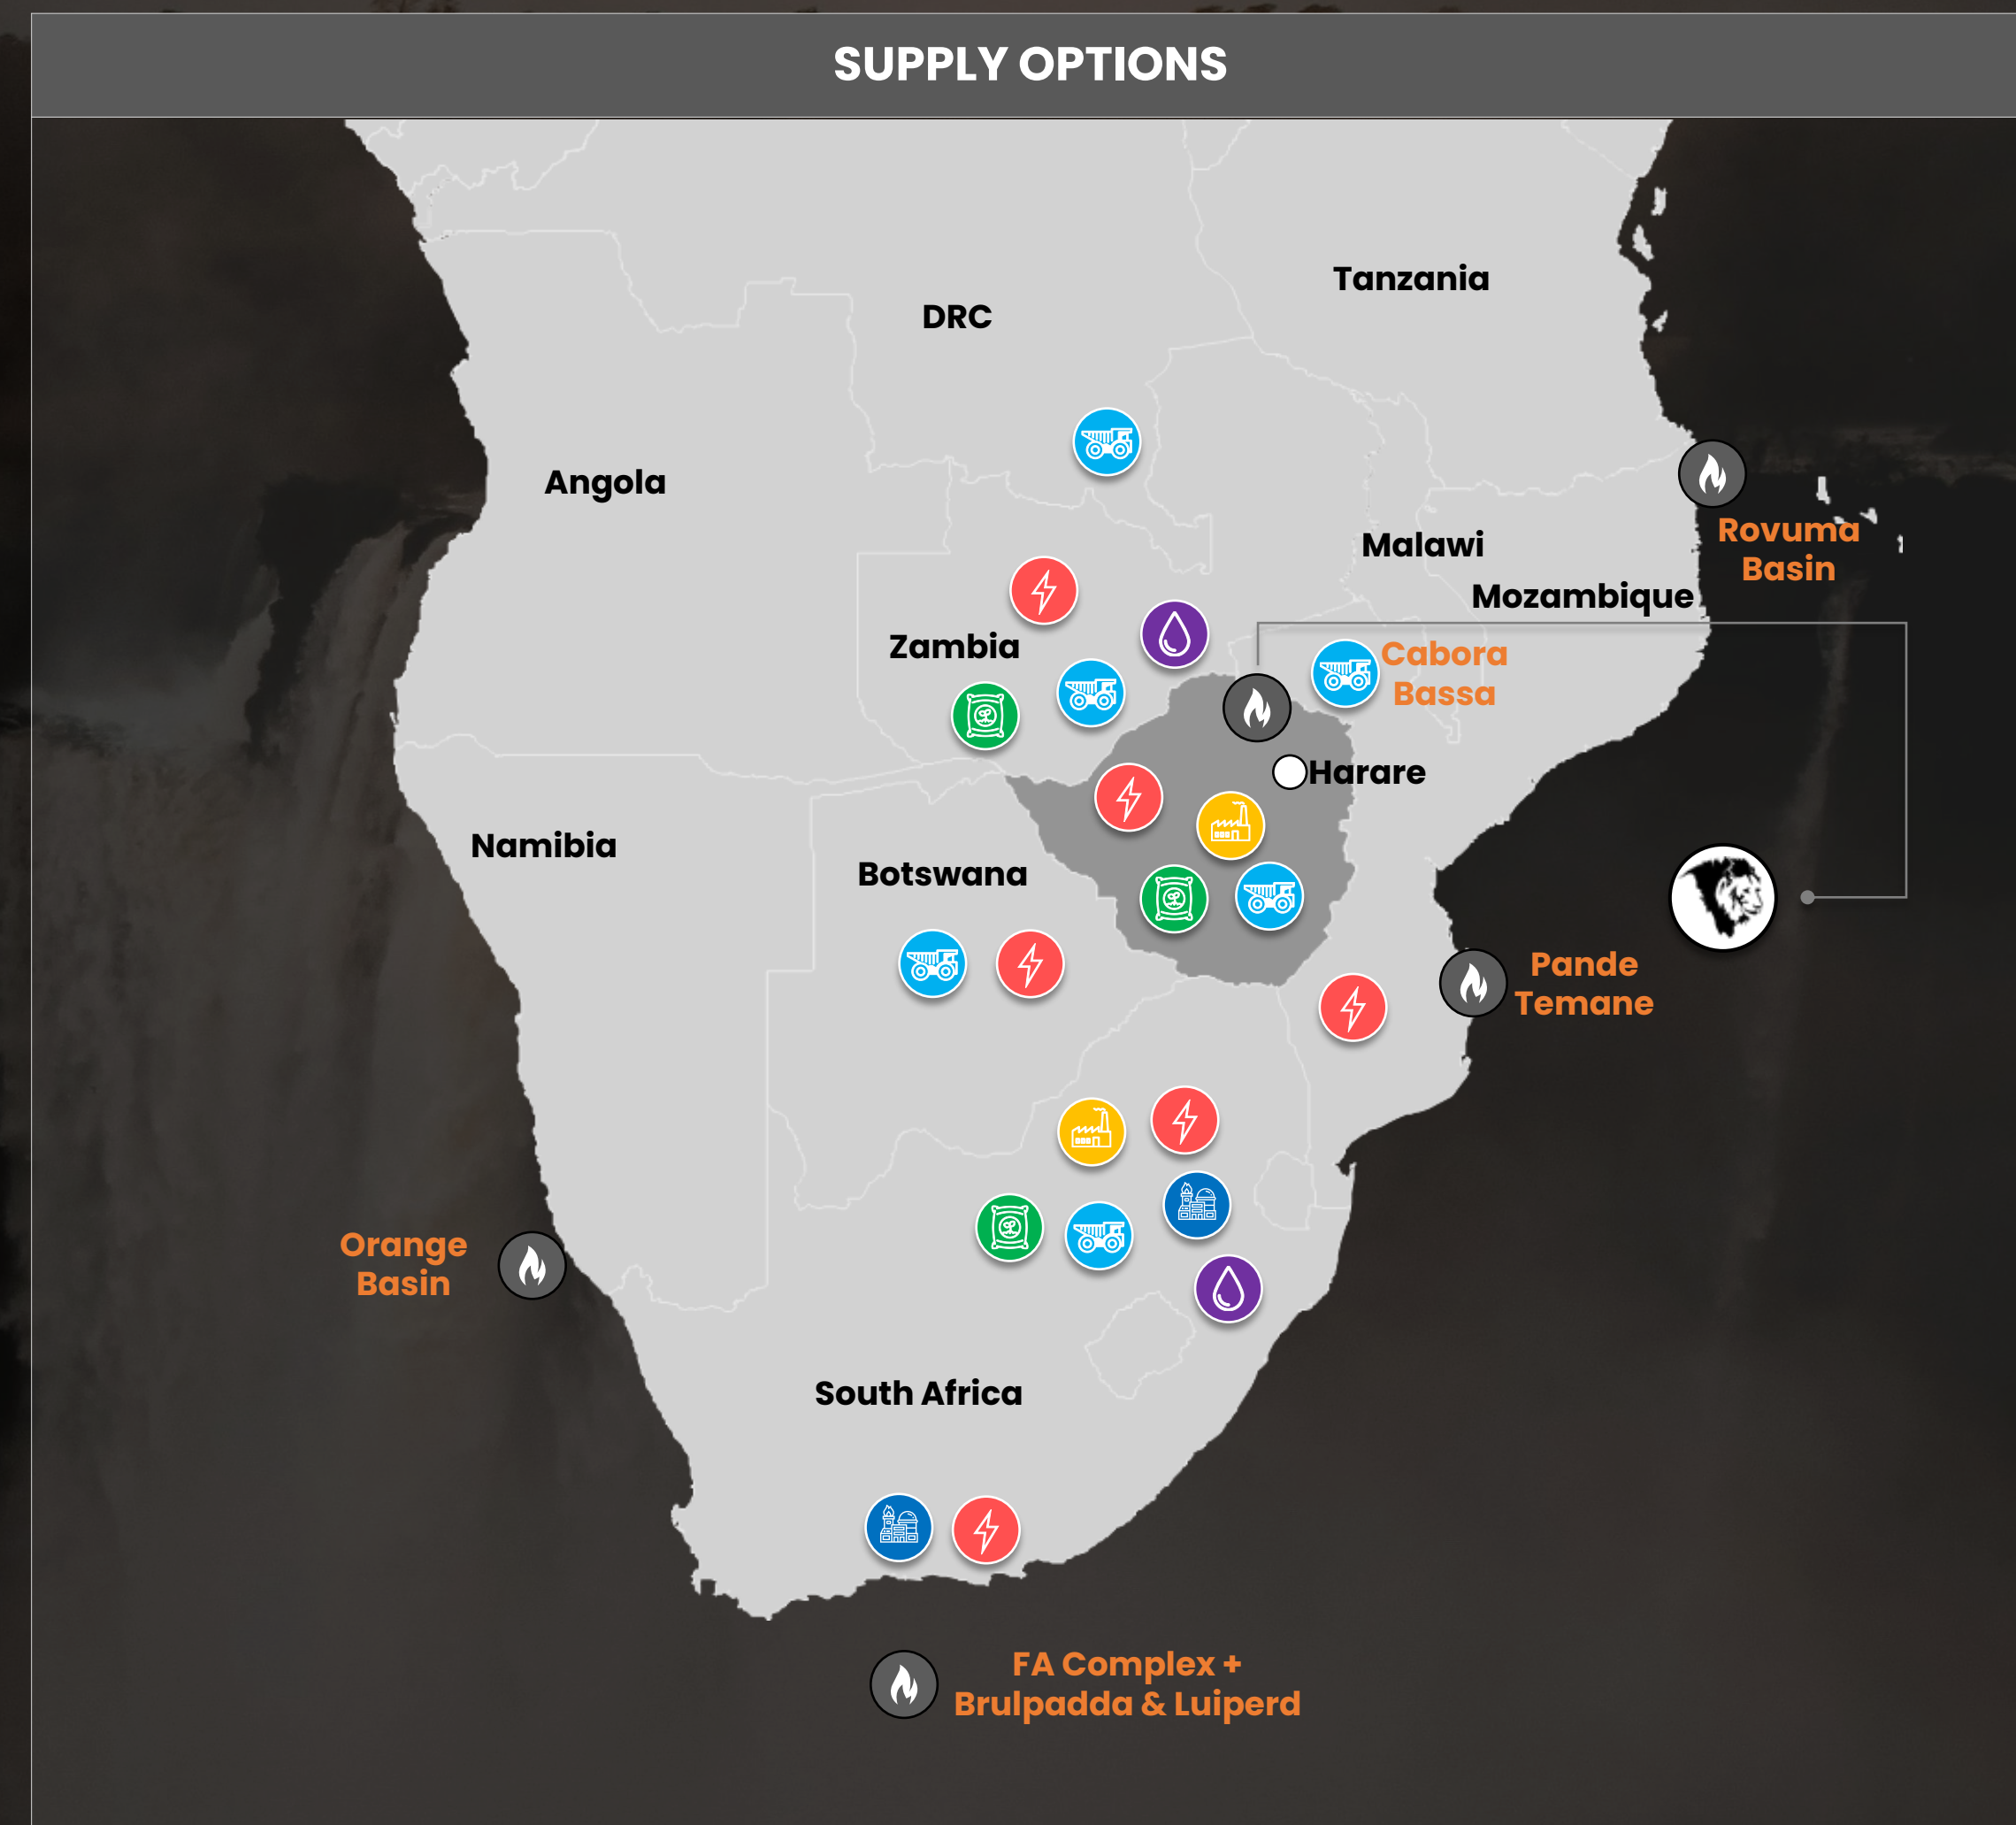 SUPPLY OPTIONS
Tanzania
DRC
Angola
Rovuma
Basin
Malawi
Mozambique
Zambia
Cabora
Bassa
Harare
Namibia
Botswana
Pande
Temane
Orange
Basin
South Africa
FA Complex +
Brulpadda & Luiperd